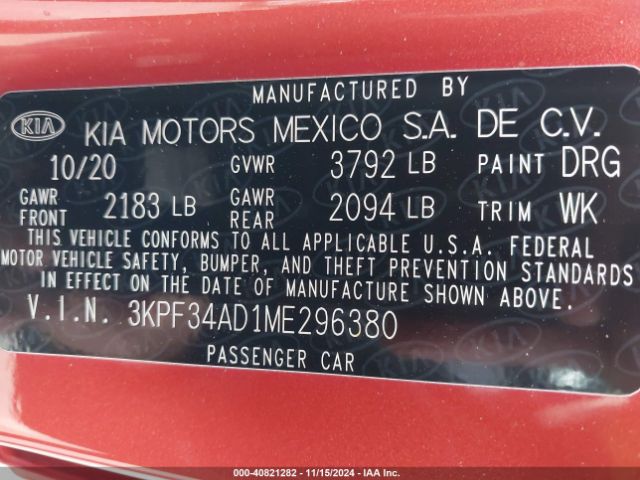 MANUFACTURED BY
KIA KIA MOTORS MEXICO S.A. DE C.V.
10/20 GVWR 3792 LB PAINT DRG
GAWR FRONT 2183 LB GAWR REAR 2094 LB TRIM WK
THIS VEHICLE CONFORMS TO ALL APPLICABLE U.S.A. FEDERAL
MOTOR VEHICLE SAFETY, BUMPER, AND THEFT PREVENTION STANDARDS
IN EFFECT ON THE DATE OF MANUFACTURE SHOWN ABOVE.
V.I.N. 3KPF34AD1ME296380
PASSENGER CAR
000-40821282 - 11/15/2024 - IAA Inc.